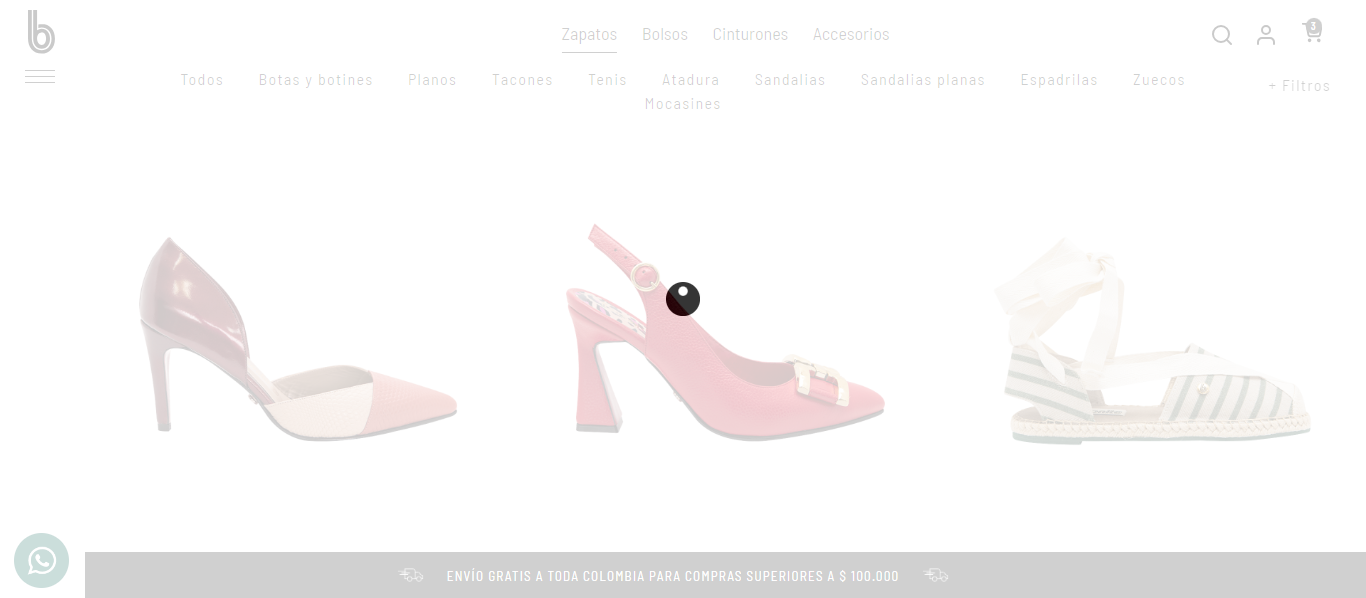 b
Zapatos Bolsos Cinturones Accesorios
3
Todos Botas y botines Planos Tacones Tenis Atadura Sandalias Sandalias planas Espadrilas Zuecos
+ Filtros
Mocasines
ENVÍO GRATIS A TODA COLOMBIA PARA COMPRAS SUPERIORES A $ 100.000